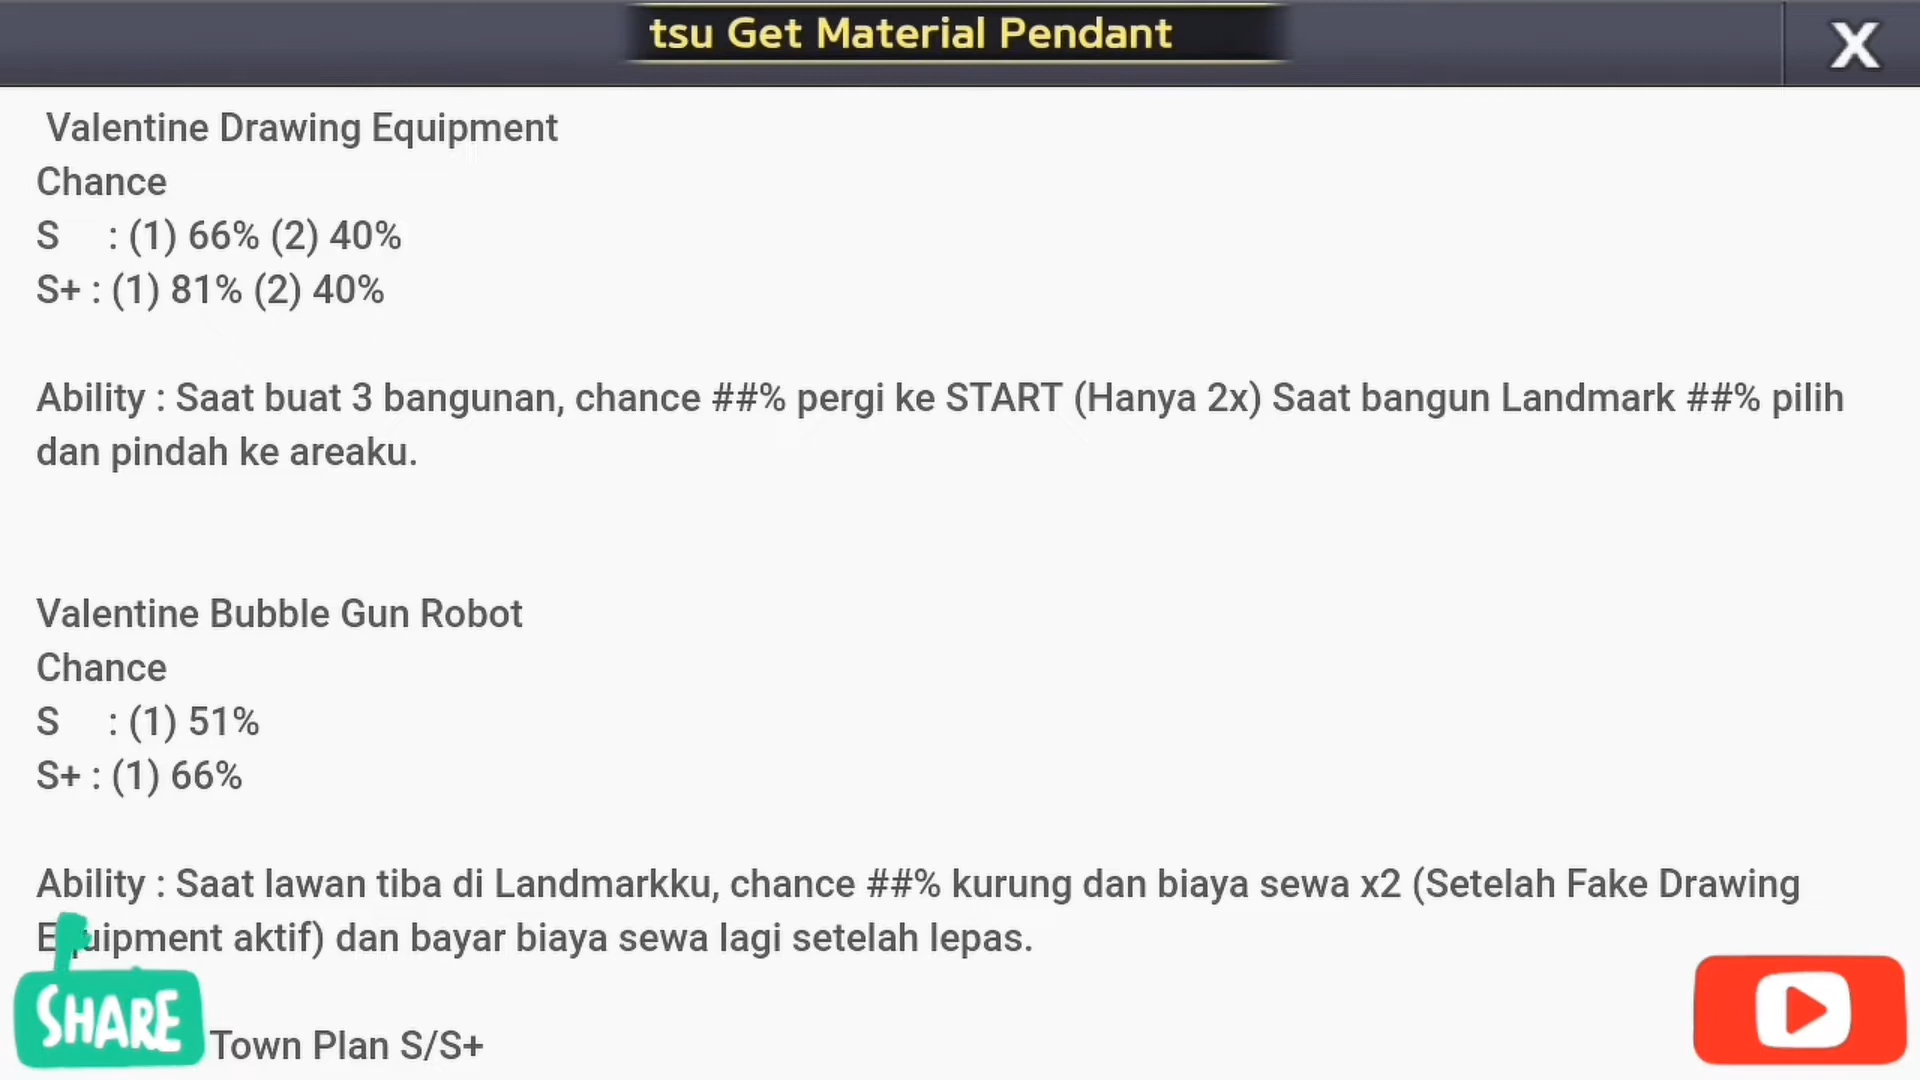 tsu Get Material Pendant
X
Valentine Drawing Equipment
Chance
S : (1) 66% (2) 40%
S+ : (1) 81% (2) 40%
Ability : Saat buat 3 bangunan, chance ##% pergi ke START (Hanya 2x) Saat bangun Landmark ##% pilih
dan pindah ke areaku.
Valentine Bubble Gun Robot
Chance
S : (1) 51%
S+ : (1) 66%
Ability : Saat lawan tiba di Landmarkku, chance ##% kurung dan biaya sewa x2 (Setelah Fake Drawing
Equipment aktif) dan bayar biaya sewa lagi setelah lepas.
SHARE
Town Plan S/S+